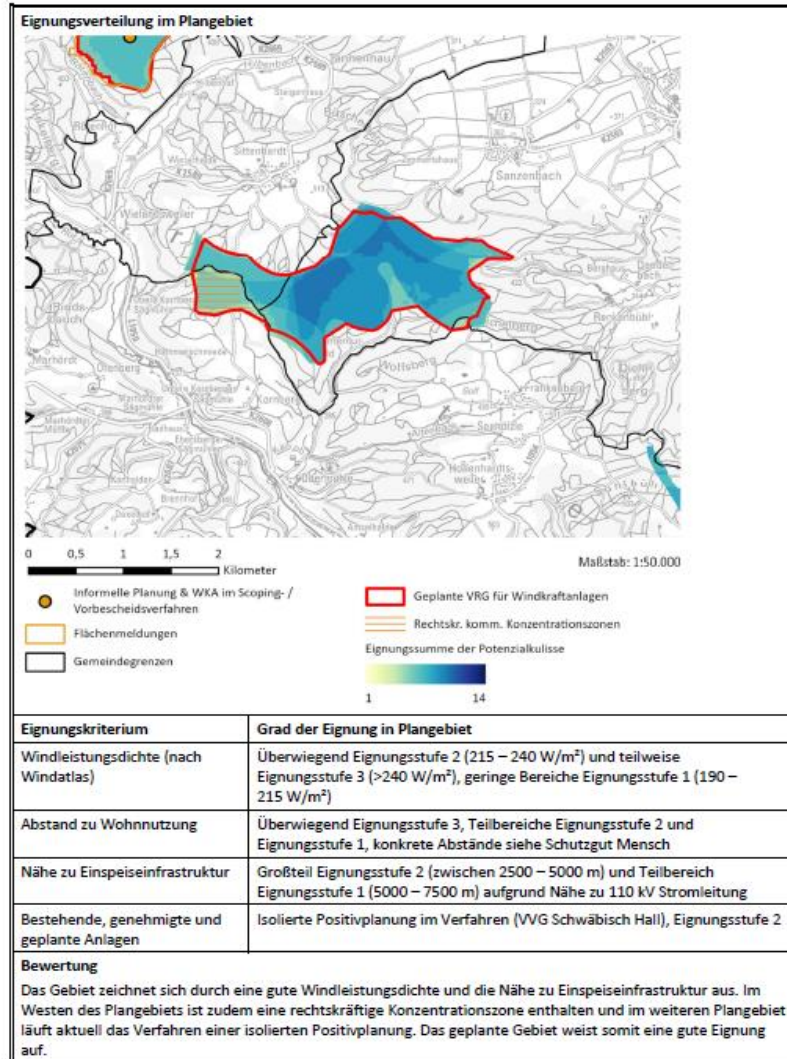 Eignungsverteilung im Plangebiet
Sittenhardt
Sanzenbach
Wielandsweiler
Wolfsberg
Kornberg
0 0,5 1 1,5 2
Kilometer
Maßstab: 1:50.000
Informelle Planung & WKA im Scoping- /
Vorbescheidsverfahren
Flächenmeldungen
Gemeindegrenzen
Geplante VRG für Windkraftanlagen
Rechtskr. komm. Konzentrationszonen
Eignungssumme der Potenzialkulisse
1 14
Eignungskriterium Grad der Eignung in Plangebiet
Windleistungsdichte (nach
Windatlas)
Überwiegend Eignungsstufe 2 (215 – 240 W/m²) und teilweise
Eignungsstufe 3 (>240 W/m²), geringe Bereiche Eignungsstufe 1 (190 –
215 W/m²)
Abstand zu Wohnnutzung
Überwiegend Eignungsstufe 3, Teilbereiche Eignungsstufe 2 und
Eignungsstufe 1, konkrete Abstände siehe Schutzgut Mensch
Nähe zu Einspeiseinfrastruktur
Großteil Eignungsstufe 2 (zwischen 2500 – 5000 m) und Teilbereich
Eignungsstufe 1 (5000 – 7500 m) aufgrund Nähe zu 110 kV Stromleitung
Bestehende, genehmigte und
geplante Anlagen
Isolierte Positivplanung im Verfahren (VVG Schwäbisch Hall), Eignungsstufe 2
Bewertung
Das Gebiet zeichnet sich durch eine gute Windleistungsdichte und die Nähe zu Einspeiseinfrastruktur aus. Im
Westen des Plangebiets ist zudem eine rechtskräftige Konzentrationszone enthalten und im weiteren Plangebiet
läuft aktuell das Verfahren einer isolierten Positivplanung. Das geplante Gebiet weist somit eine gute Eignung
auf.